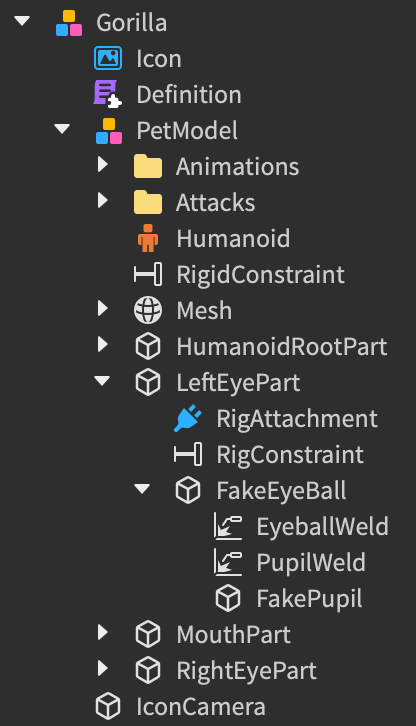 Gorilla
Icon
Definition
PetModel
Animations
Attacks
Humanoid
RigidConstraint
Mesh
HumanoidRootPart
LeftEyePart
RigAttachment
RigConstraint
FakeEyeBall
EyeballWeld
PupilWeld
FakePupil
MouthPart
RightEyePart
IconCamera